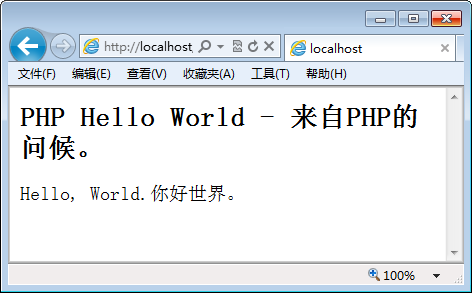 http://localhost,
localhost
文件(F) 编辑(E) 查看(V) 收藏夹(A) 工具(T) 帮助(H)
PHP Hello World - 来自PHP的
问候。
Hello, World.你好世界。
100%